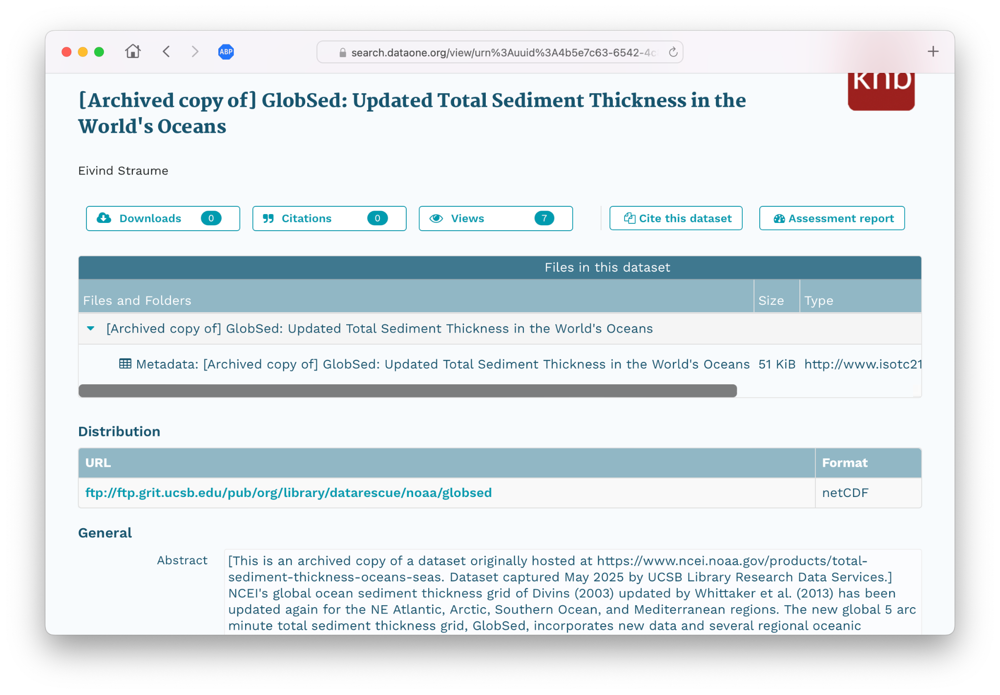 ABP
search.dataone.org/view/urn%3Auuid%3A4b5e7c63-6542-4c
knb
[Archived copy of] GlobSed: Updated Total Sediment Thickness in the
World's Oceans
Eivind Straume
Downloads 0 Citations 0 Views 7 Cite this dataset Assessment report
Files in this dataset
Files and Folders Size Type
[Archived copy of] GlobSed: Updated Total Sediment Thickness in the World's Oceans
Metadata: [Archived copy of] GlobSed: Updated Total Sediment Thickness in the World's Oceans 51 KiB http://www.isotc21
Distribution
URL Format
ftp://ftp.grit.ucsb.edu/pub/org/library/datarescue/noaa/globsed netCDF
General
Abstract
[This is an archived copy of a dataset originally hosted at https://www.ncei.noaa.gov/products/total-
sediment-thickness-oceans-seas. Dataset captured May 2025 by UCSB Library Research Data Services.]
NCEI's global ocean sediment thickness grid of Divins (2003) updated by Whittaker et al. (2013) has been
updated again for the NE Atlantic, Arctic, Southern Ocean, and Mediterranean regions. The new global 5 arc
minute total sediment thickness grid, GlobSed, incorporates new data and several regional oceanic